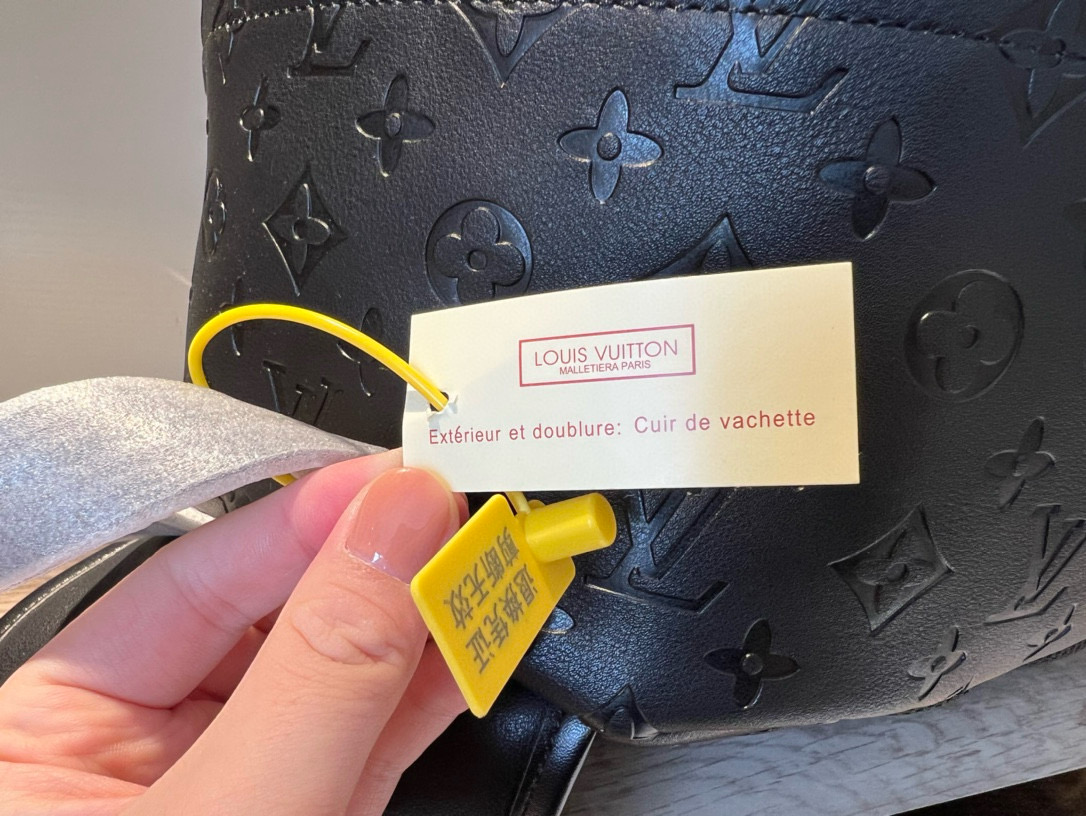 LOUIS VUITTON
MALLETIERA PARIS
Extérieur et doublure: Cuir de vachette
退换凭证
剪断无效